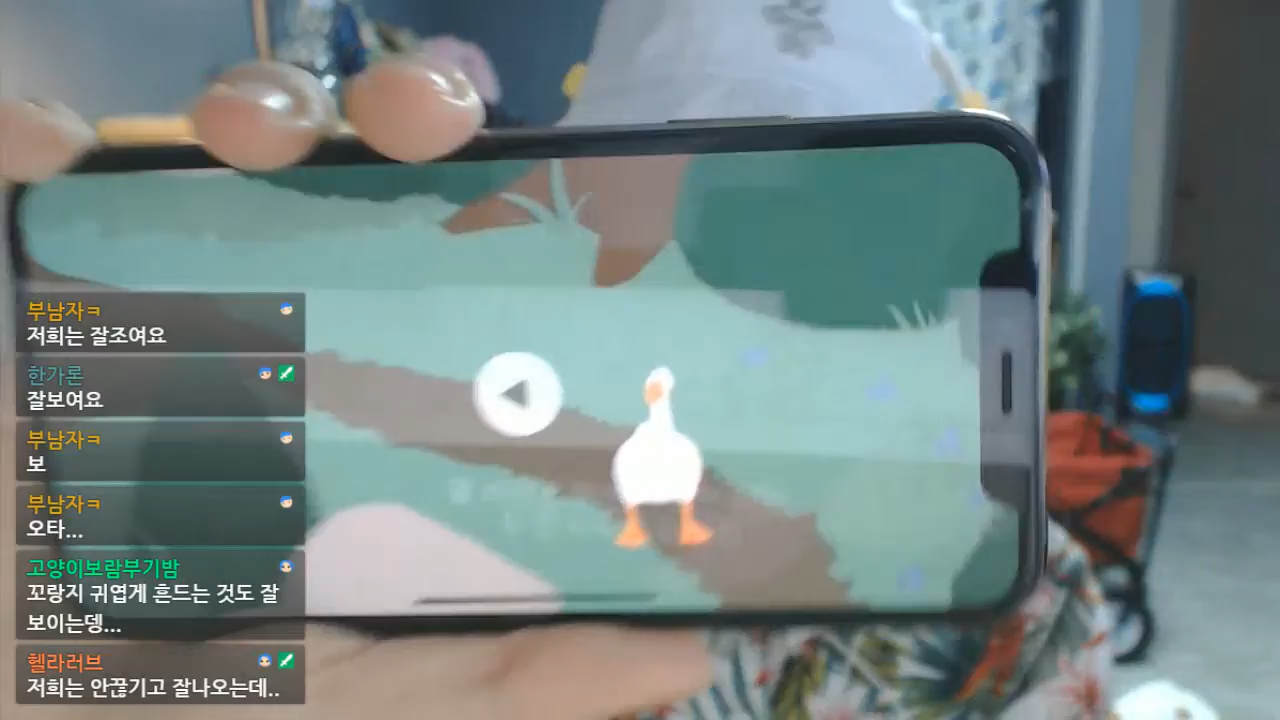 부남자ㅋ
저희는 잘조여요
한가론
잘보여요
부남자ㅋ
보
부남자ㅋ
오타...
고양이보람부기밤
꼬랑지 귀엽게 흔드는 것도 잘
보이는뎅...
헬라러브
저희는 안끊기고 잘나오는데..